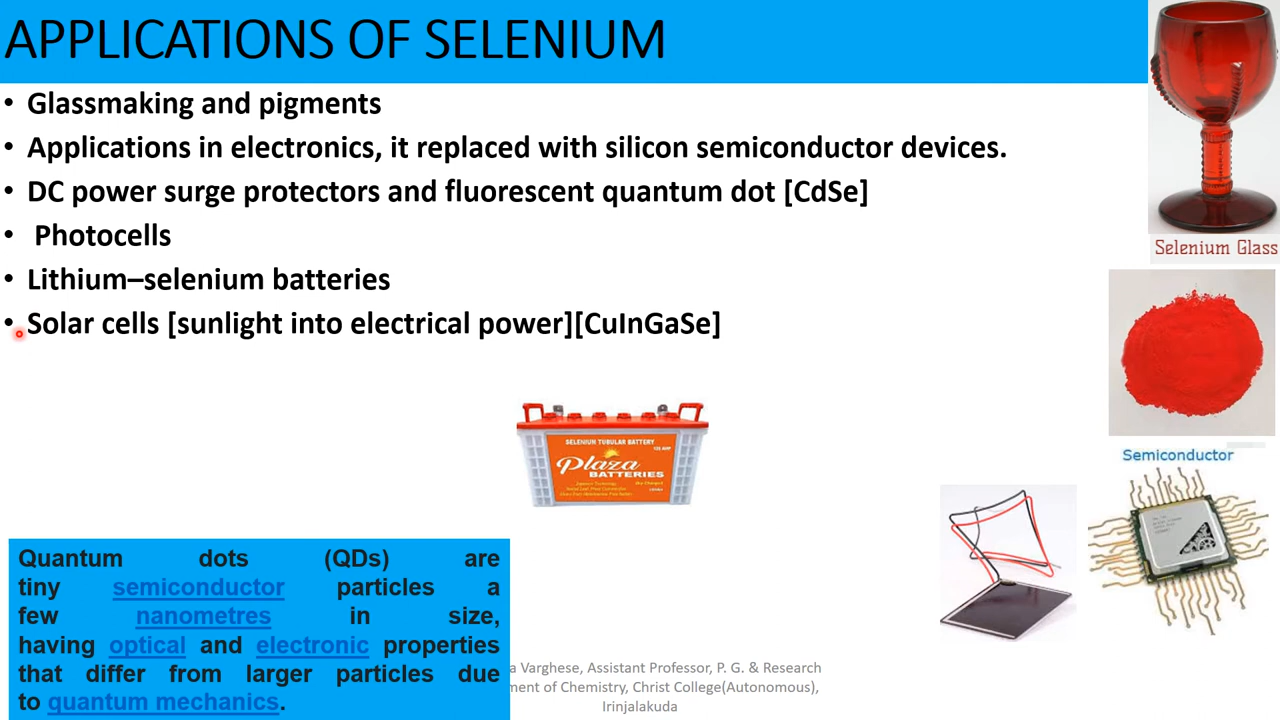 APPLICATIONS OF SELENIUM
• Glassmaking and pigments
• Applications in electronics, it replaced with silicon semiconductor devices.
• DC power surge protectors and fluorescent quantum dot [CdSe]
• Photocells
• Lithium–selenium batteries
• Solar cells [sunlight into electrical power][CuInGaSe]
Selenium Glass
Semiconductor
SELENIUM TUBULAR BATTERY
Plaza
BATTERIES
Quantum dots (QDs) are
tiny semiconductor particles a
few nanometres in size,
having optical and electronic properties
that differ from larger particles due
to quantum mechanics.
a Varghese, Assistant Professor, P. G. & Research
ment of Chemistry, Christ College(Autonomous),
Irinjalakuda